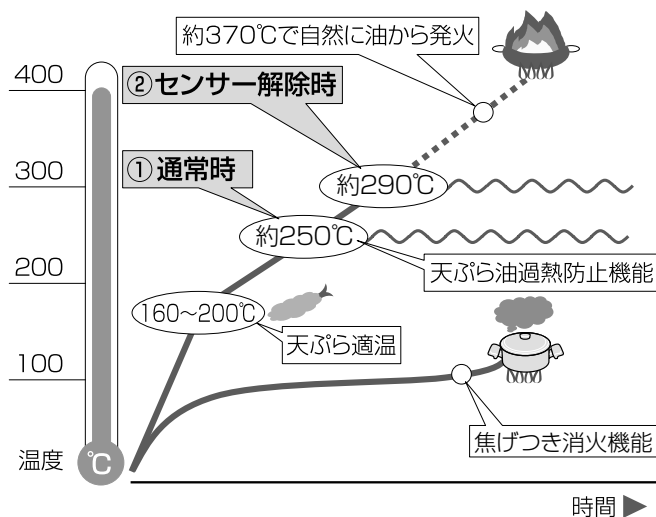 約370℃で自然に油から発火
400
②センサー解除時
300
①通常時
約290℃
約250℃
200
天ぷら油過熱防止機能
160～200℃
天ぷら適温
100
焦げつき消火機能
温度
℃
時間